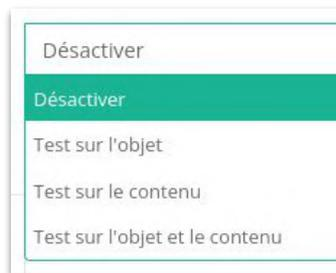 Désactiver
Désactiver
Test sur l'objet
Test sur le contenu
Test sur l'objet et le contenu